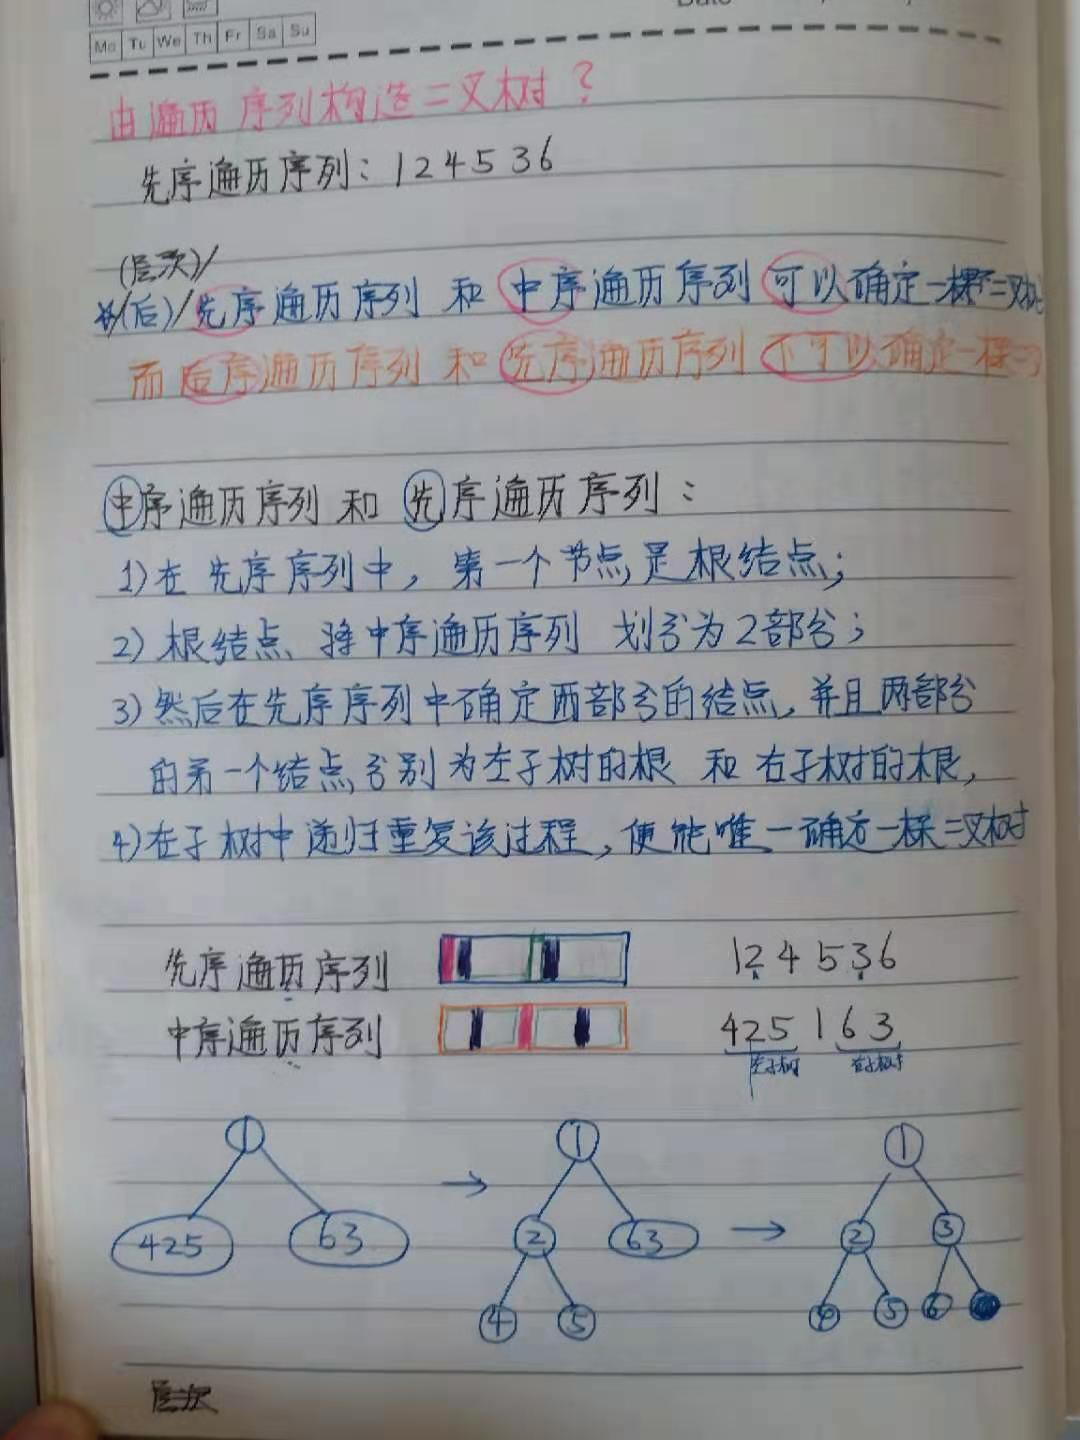 Date
Mo Tu We Th Fr Sa Su
由遍历序列构造二叉树?
先序遍历序列:124536
(层次)/
(后)/先序遍历序列 和 中序遍历序列 可以确定一棵二叉树
而后序遍历序列 和 先序遍历序列 不可以确定一棵二
中序遍历序列 和 先序遍历序列:
1)在先序序列中,第一个节点是根结点;
2)根结点将中序遍历序列 划分为2部分;
3)然后在先序序列中确定两部分的结点,并且两部分
的第一个结点分别为左子树的根 和 右子树的根,
4)在子树中递归重复该过程,便能唯一确定一棵二叉树
先序遍历序列 124536
中序遍历序列 425 1 63
左子树 右子树
1 → 1 → 1
425 63 2 63 2 3
4 5 4 5 6
层次